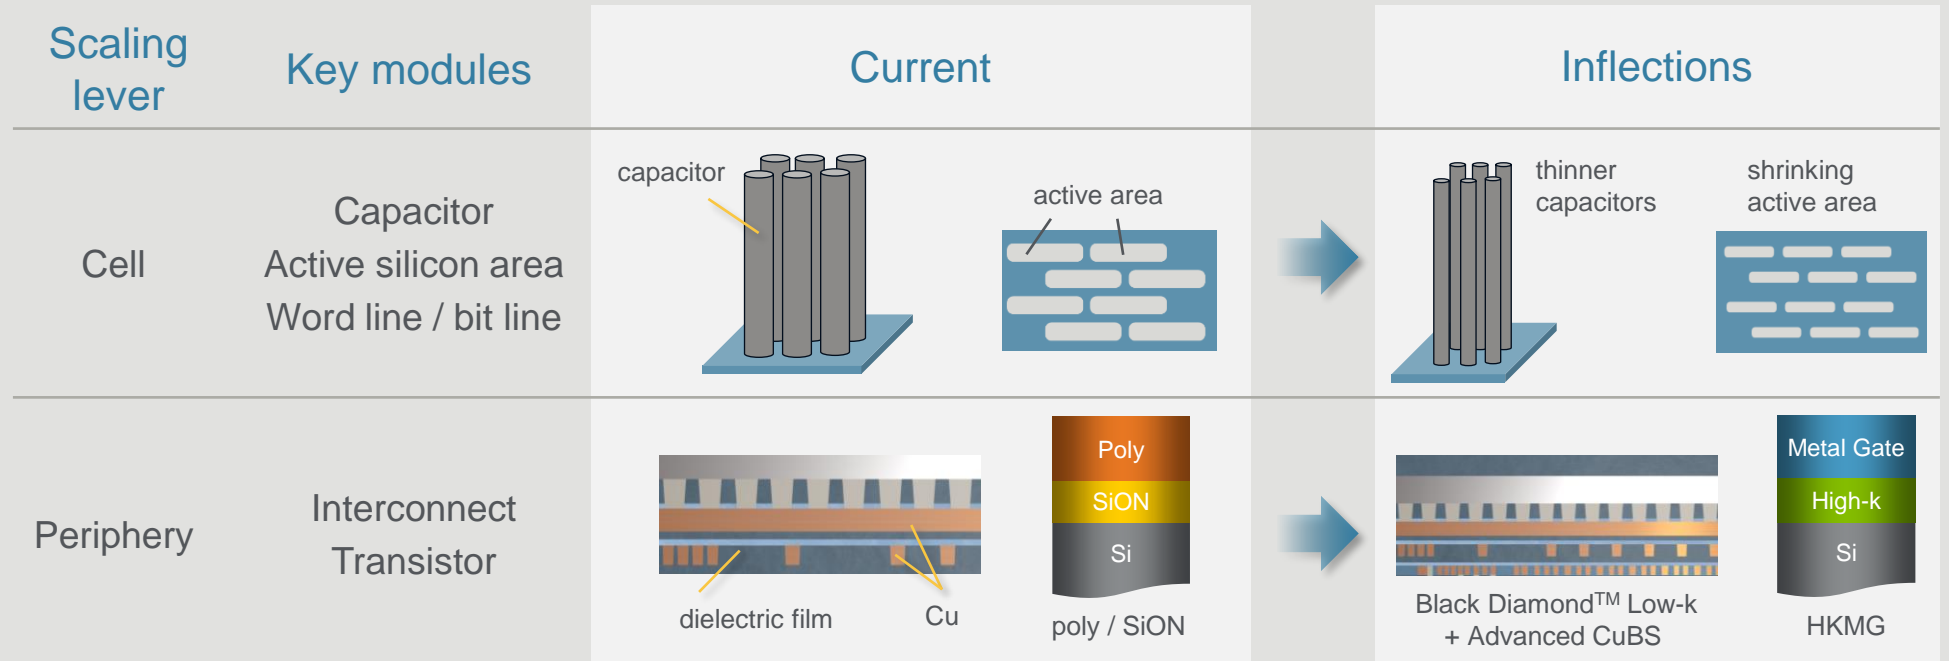 Scaling
lever
Key modules
Current
Inflections
Cell
Capacitor
Active silicon area
Word line / bit line
capacitor
active area
thinner
capacitors
shrinking
active area
Periphery
Interconnect
Transistor
dielectric film
Cu
Poly
SiON
Si
poly / SiON
Black Diamond™ Low-k
+ Advanced CuBS
Metal Gate
High-k
Si
HKMG